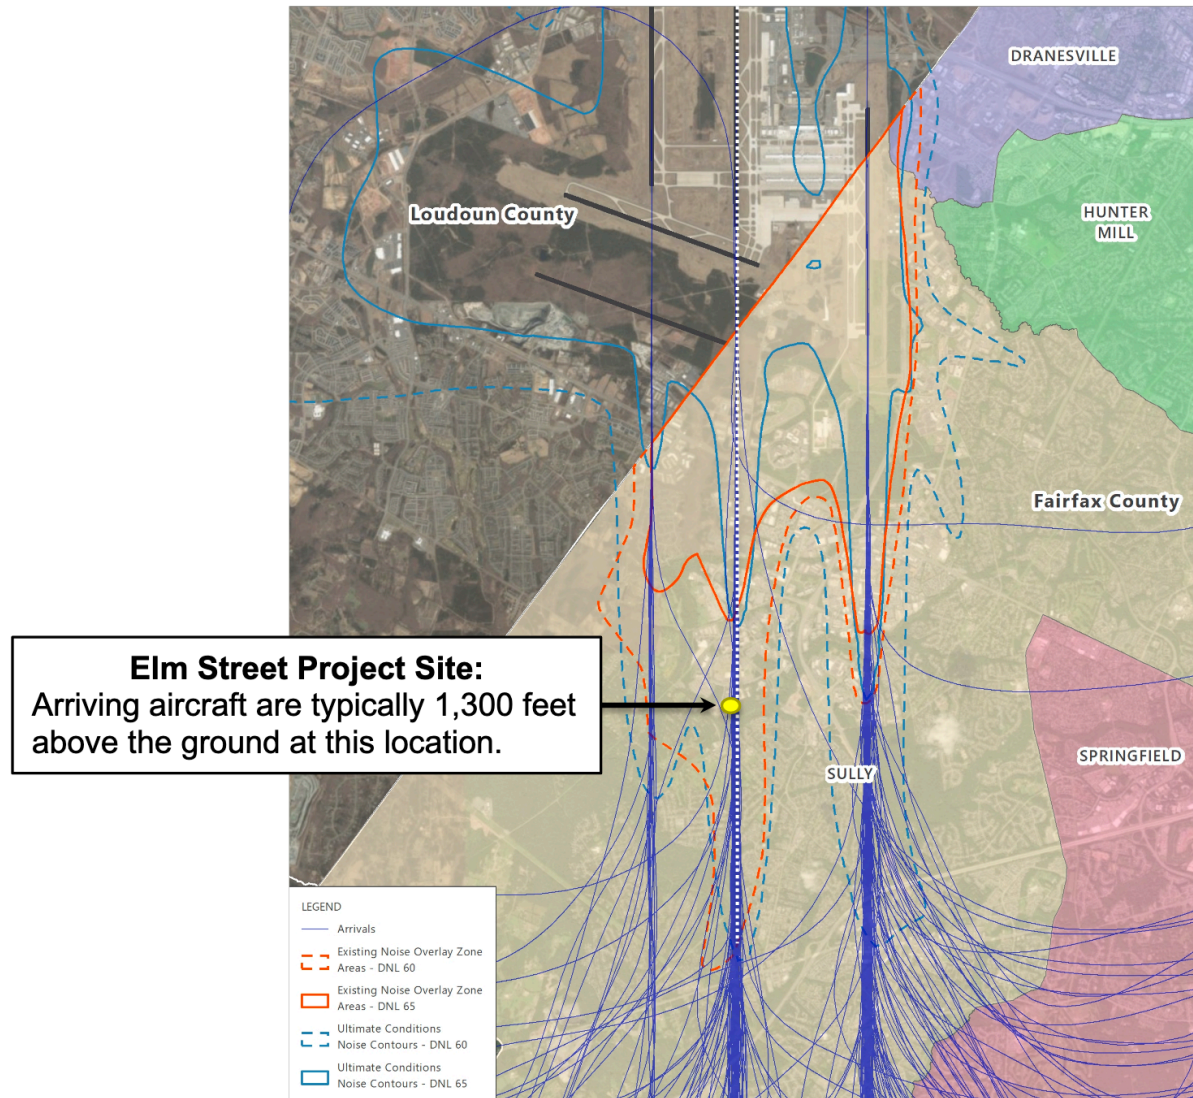 DRANESVILLE
HUNTER
MILL
Loudoun County
Fairfax County
Elm Street Project Site:
Arriving aircraft are typically 1,300 feet
above the ground at this location.
SPRINGFIELD
SULLY
LEGEND
Arrivals
Existing Noise Overlay Zone
Areas - DNL 60
Existing Noise Overlay Zone
Areas - DNL 65
Ultimate Conditions
Noise Contours - DNL 60
Ultimate Conditions
Noise Contours - DNL 65